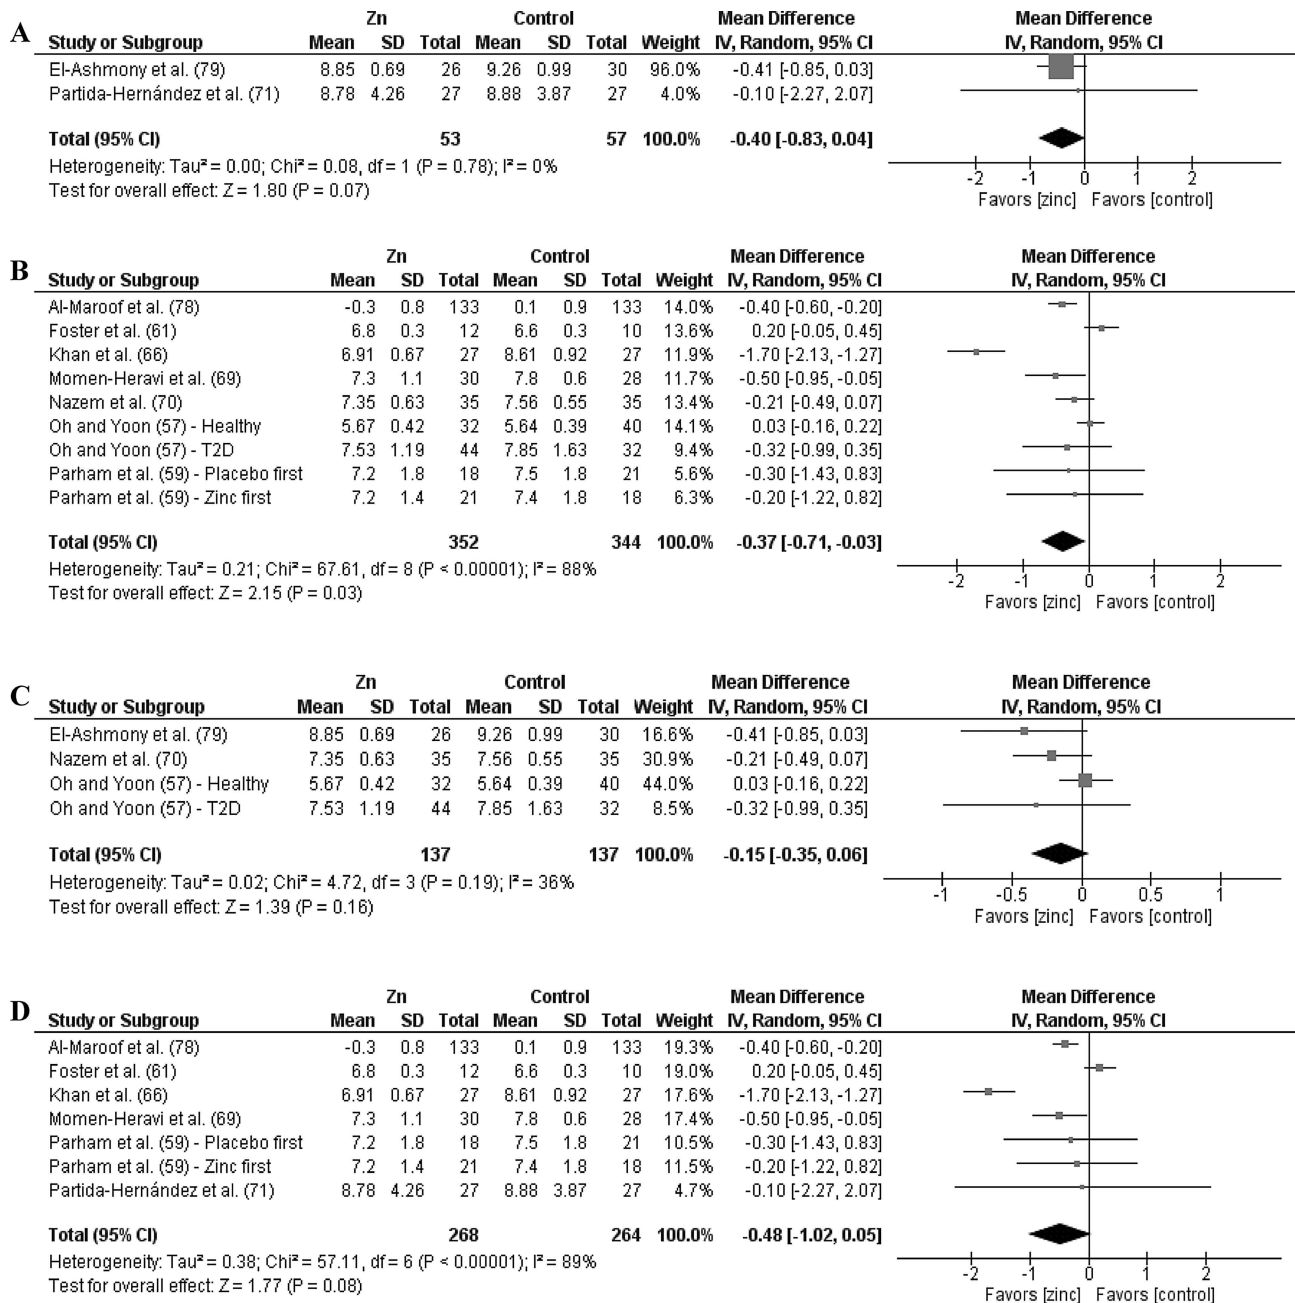 A
Zn Control Mean Difference Mean Difference
Study or Subgroup Mean SD Total Mean SD Total Weight IV, Random, 95% CI IV, Random, 95% CI
El-Ashmony et al. (79) 8.85 0.69 26 9.26 0.99 30 96.0% -0.41 [-0.85, 0.03]
Partida-Hernández et al. (71) 8.78 4.26 27 8.88 3.87 27 4.0% -0.10 [-2.27, 2.07]
Total (95% CI) 53 57 100.0% -0.40 [-0.83, 0.04]
Heterogeneity: Tau² = 0.00; Chi² = 0.08, df = 1 (P = 0.78); I² = 0%
Test for overall effect: Z = 1.80 (P = 0.07)
-2 -1 0 1 2
Favors [zinc] Favors [control]
B
Zn Control Mean Difference Mean Difference
Study or Subgroup Mean SD Total Mean SD Total Weight IV, Random, 95% CI IV, Random, 95% CI
Al-Maroof et al. (78) -0.3 0.8 133 0.1 0.9 133 14.0% -0.40 [-0.60, -0.20]
Foster et al. (61) 6.8 0.3 12 6.6 0.3 10 13.6% 0.20 [-0.05, 0.45]
Khan et al. (66) 6.91 0.67 27 8.61 0.92 27 11.9% -1.70 [-2.13, -1.27]
Momen-Heravi et al. (69) 7.3 1.1 30 7.8 0.6 28 11.7% -0.50 [-0.95, -0.05]
Nazem et al. (70) 7.35 0.63 35 7.56 0.55 35 13.4% -0.21 [-0.49, 0.07]
Oh and Yoon (57) - Healthy 5.67 0.42 32 5.64 0.39 40 14.1% 0.03 [-0.16, 0.22]
Oh and Yoon (57) - T2D 7.53 1.19 44 7.85 1.63 32 9.4% -0.32 [-0.99, 0.35]
Parham et al. (59) - Placebo first 7.2 1.8 18 7.5 1.8 21 5.6% -0.30 [-1.43, 0.83]
Parham et al. (59) - Zinc first 7.2 1.4 21 7.4 1.8 18 6.3% -0.20 [-1.22, 0.82]
Total (95% CI) 352 344 100.0% -0.37 [-0.71, -0.03]
Heterogeneity: Tau² = 0.21; Chi² = 67.61, df = 8 (P < 0.00001); I² = 88%
Test for overall effect: Z = 2.15 (P = 0.03)
-2 -1 0 1 2
Favors [zinc] Favors [control]
C
Zn Control Mean Difference Mean Difference
Study or Subgroup Mean SD Total Mean SD Total Weight IV, Random, 95% CI IV, Random, 95% CI
El-Ashmony et al. (79) 8.85 0.69 26 9.26 0.99 30 16.6% -0.41 [-0.85, 0.03]
Nazem et al. (70) 7.35 0.63 35 7.56 0.55 35 30.9% -0.21 [-0.49, 0.07]
Oh and Yoon (57) - Healthy 5.67 0.42 32 5.64 0.39 40 44.0% 0.03 [-0.16, 0.22]
Oh and Yoon (57) - T2D 7.53 1.19 44 7.85 1.63 32 8.5% -0.32 [-0.99, 0.35]
Total (95% CI) 137 137 100.0% -0.15 [-0.35, 0.06]
Heterogeneity: Tau² = 0.02; Chi² = 4.72, df = 3 (P = 0.19); I² = 36%
Test for overall effect: Z = 1.39 (P = 0.16)
-1 -0.5 0 0.5 1
Favors [zinc] Favors [control]
D
Zn Control Mean Difference Mean Difference
Study or Subgroup Mean SD Total Mean SD Total Weight IV, Random, 95% CI IV, Random, 95% CI
Al-Maroof et al. (78) -0.3 0.8 133 0.1 0.9 133 19.3% -0.40 [-0.60, -0.20]
Foster et al. (61) 6.8 0.3 12 6.6 0.3 10 19.0% 0.20 [-0.05, 0.45]
Khan et al. (66) 6.91 0.67 27 8.61 0.92 27 17.6% -1.70 [-2.13, -1.27]
Momen-Heravi et al. (69) 7.3 1.1 30 7.8 0.6 28 17.4% -0.50 [-0.95, -0.05]
Parham et al. (59) - Placebo first 7.2 1.8 18 7.5 1.8 21 10.5% -0.30 [-1.43, 0.83]
Parham et al. (59) - Zinc first 7.2 1.4 21 7.4 1.8 18 11.5% -0.20 [-1.22, 0.82]
Partida-Hernández et al. (71) 8.78 4.26 27 8.88 3.87 27 4.7% -0.10 [-2.27, 2.07]
Total (95% CI) 268 264 100.0% -0.48 [-1.02, 0.05]
Heterogeneity: Tau² = 0.38; Chi² = 57.11, df = 6 (P < 0.00001); I² = 89%
Test for overall effect: Z = 1.77 (P = 0.08)
-2 -1 0 1 2
Favors [zinc] Favors [control]